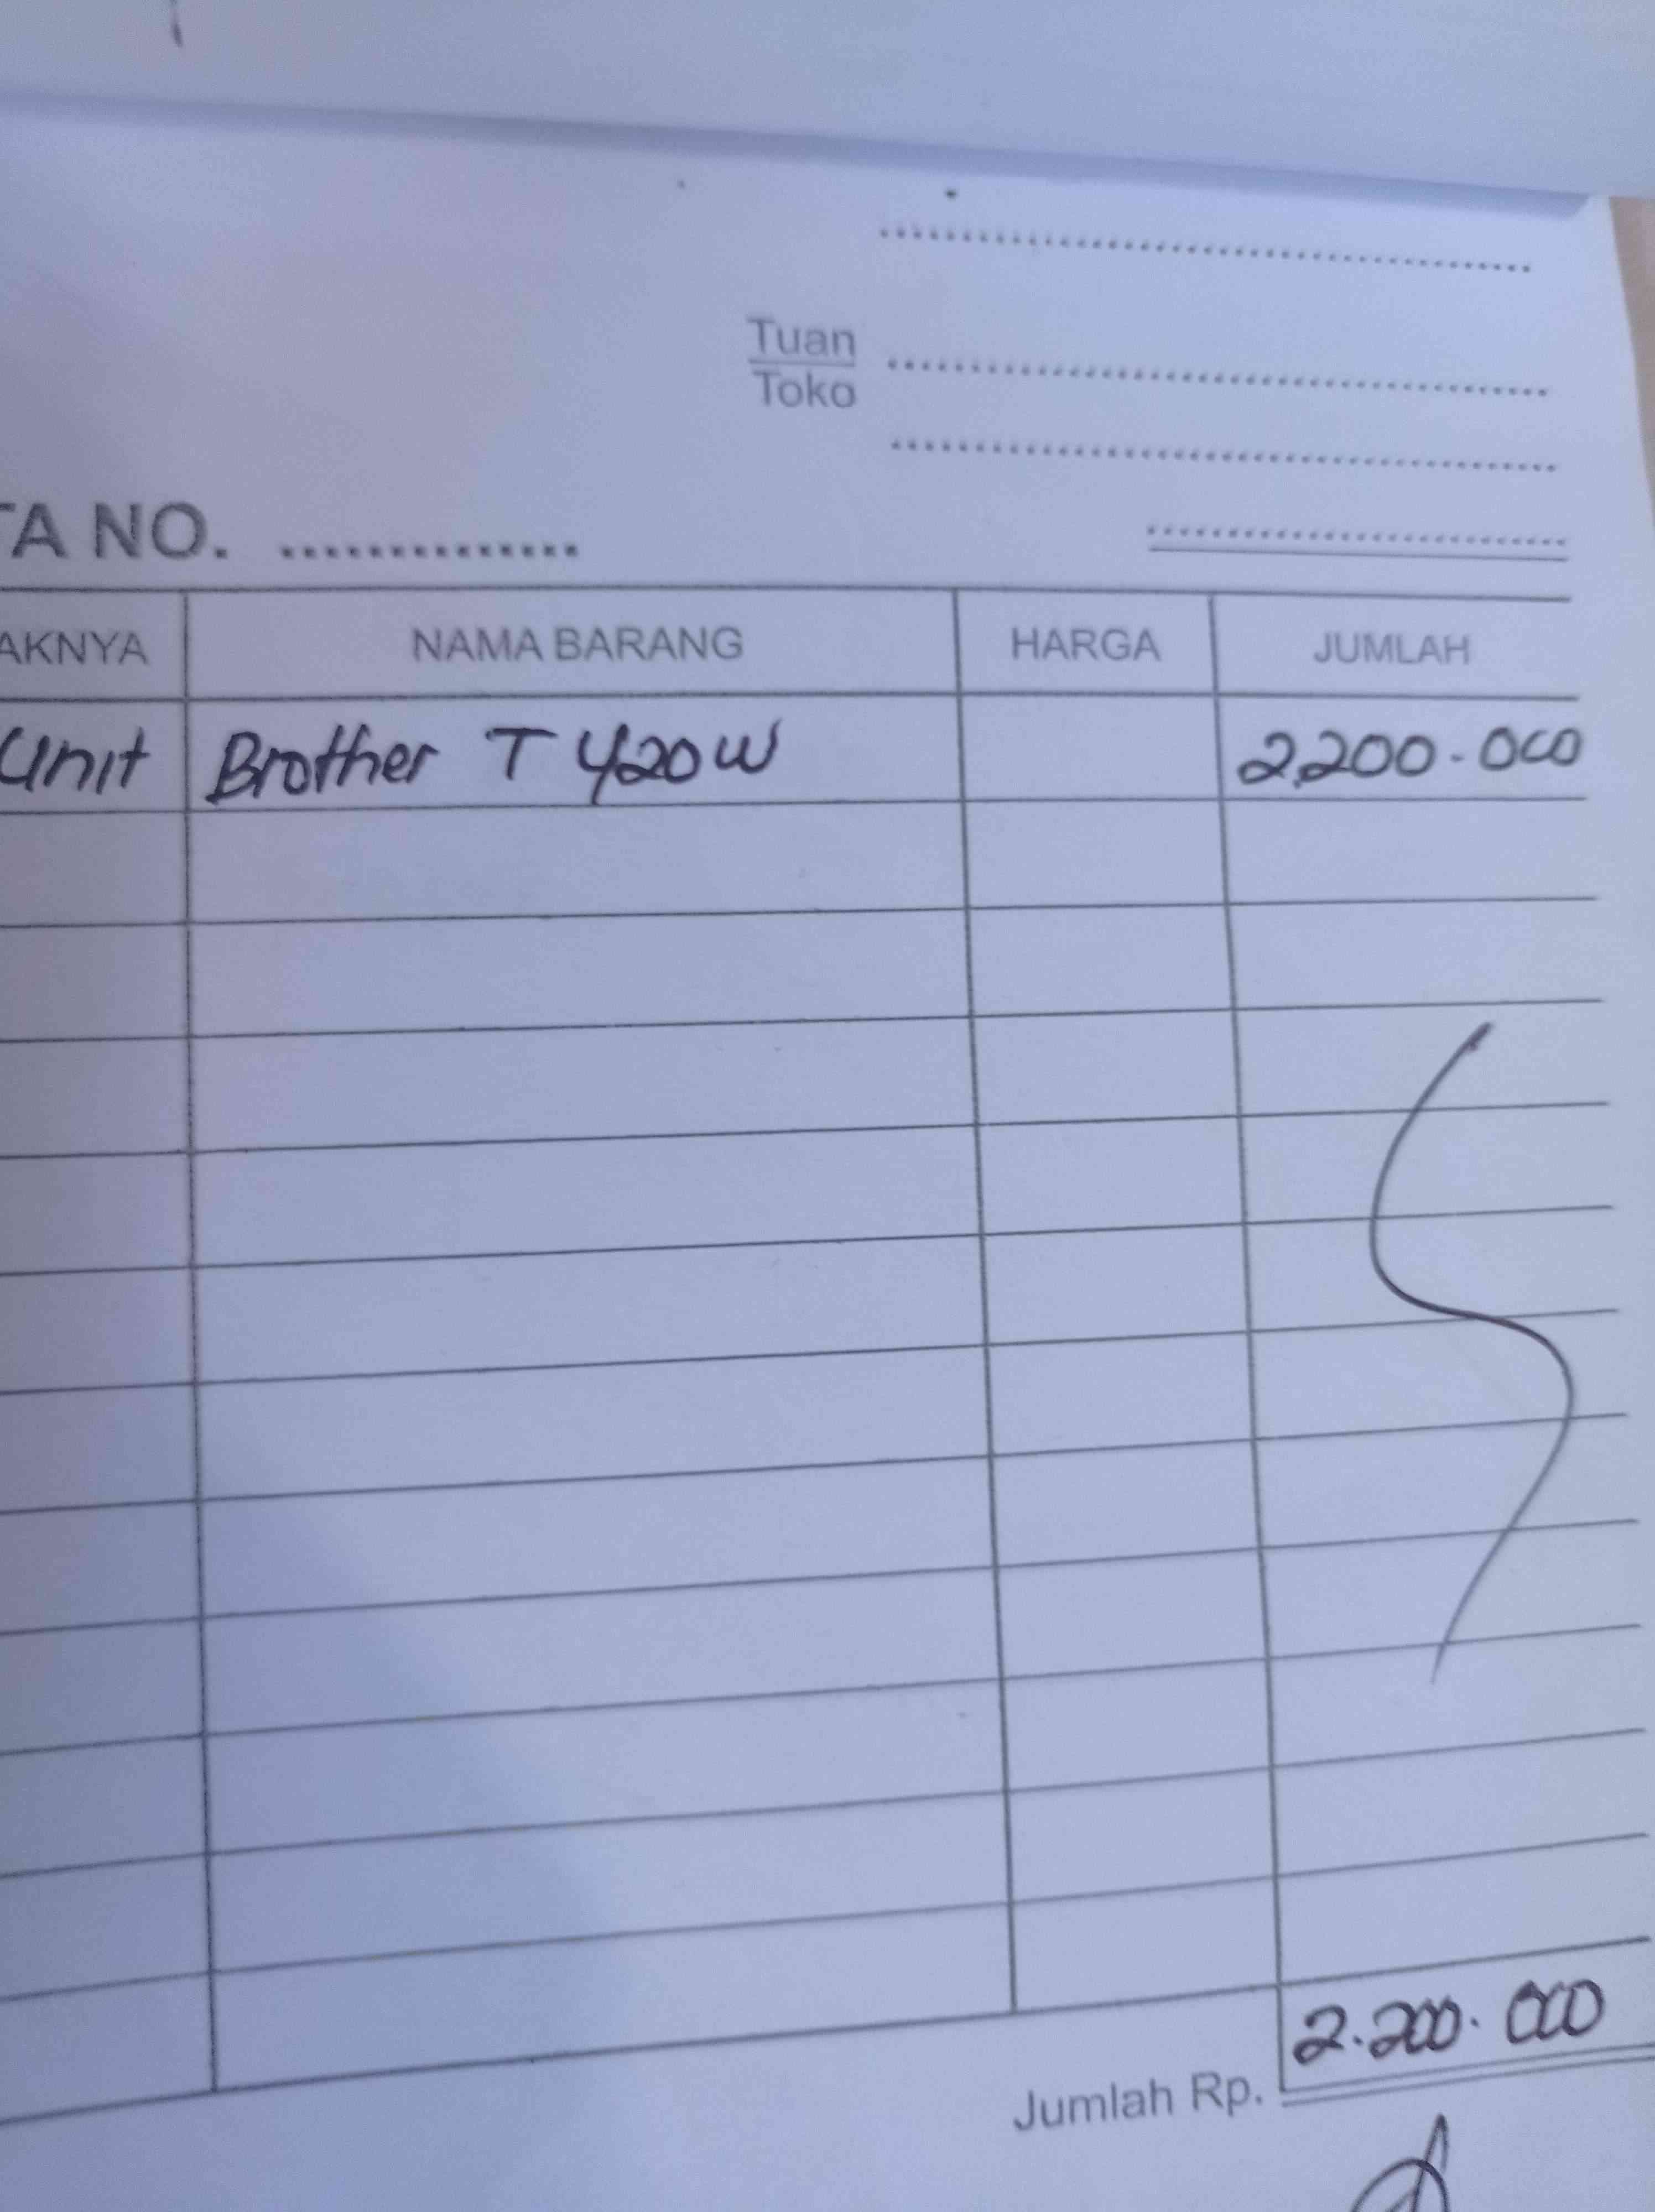 Tuan
Toko
TA NO. ..............
AKNYA NAMA BARANG HARGA JUMLAH
Unit Brother T 420W 2.200.000
Jumlah Rp. 2.200.000